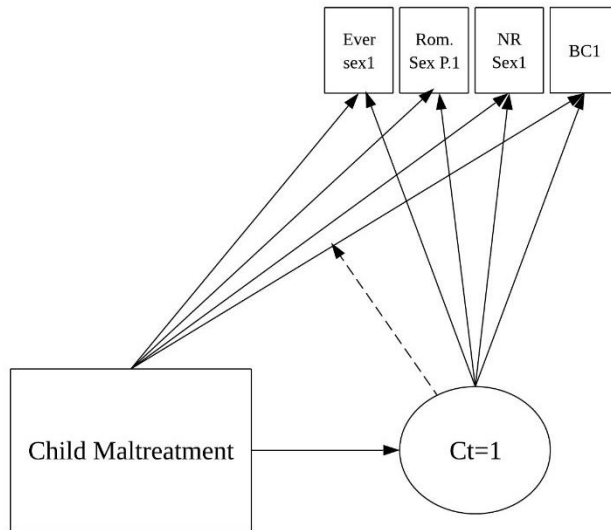 Ever
sex1
Rom.
Sex P.1
NR
Sex1
BC1
Child Maltreatment
Ct=1